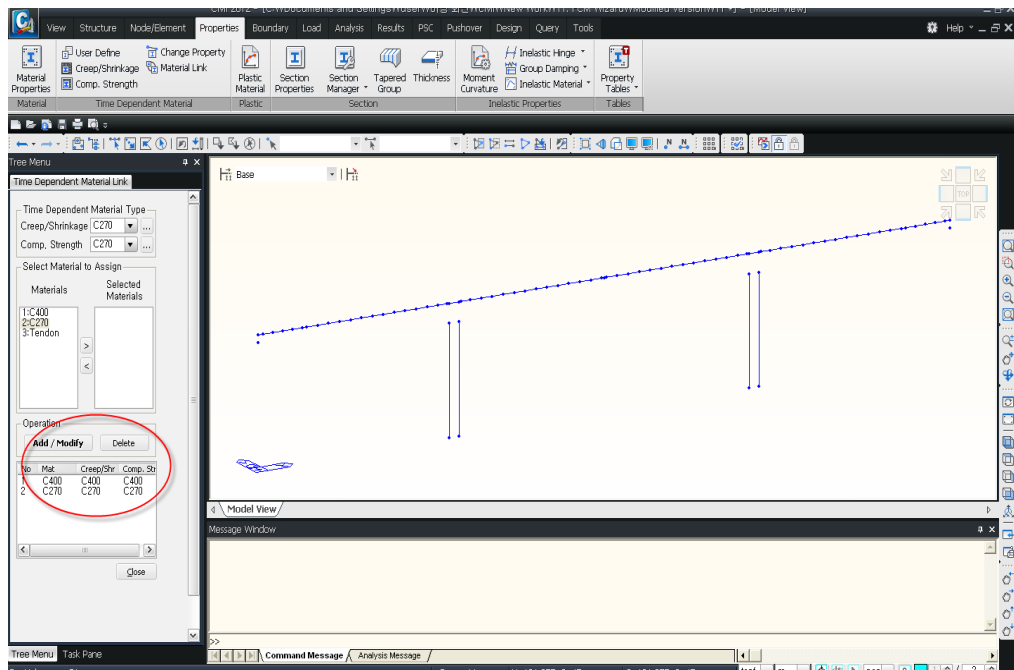 View Structure Node/Element Properties Boundary Load Analysis Results PSC Pushover Design Query Tools Help
User Define Change Property
Creep/Shrinkage Material Link
Comp. Strength
Material Properties
Plastic Material
Section Properties
Section Manager
Tapered Group
Thickness
Moment Curvature
Inelastic Hinge
Group Damping
Inelastic Material
Property Tables
Material Time Dependent Material Plastic Section Inelastic Properties Tables
Tree Menu
Time Dependent Material Link
Base
TOP
Time Dependent Material Type
Creep/Shrinkage C270 ...
Comp. Strength C270 ...
Select Material to Assign
Materials
Selected Materials
1:C400
2:C270
3:Tendon
>
<
Operation
Add / Modify Delete
No Mat Creep/Shr Comp. Str
1 C400 C400 C400
2 C270 C270 C270
Close
Model View
Message Window
>>
Tree Menu Task Pane
Command Message Analysis Message